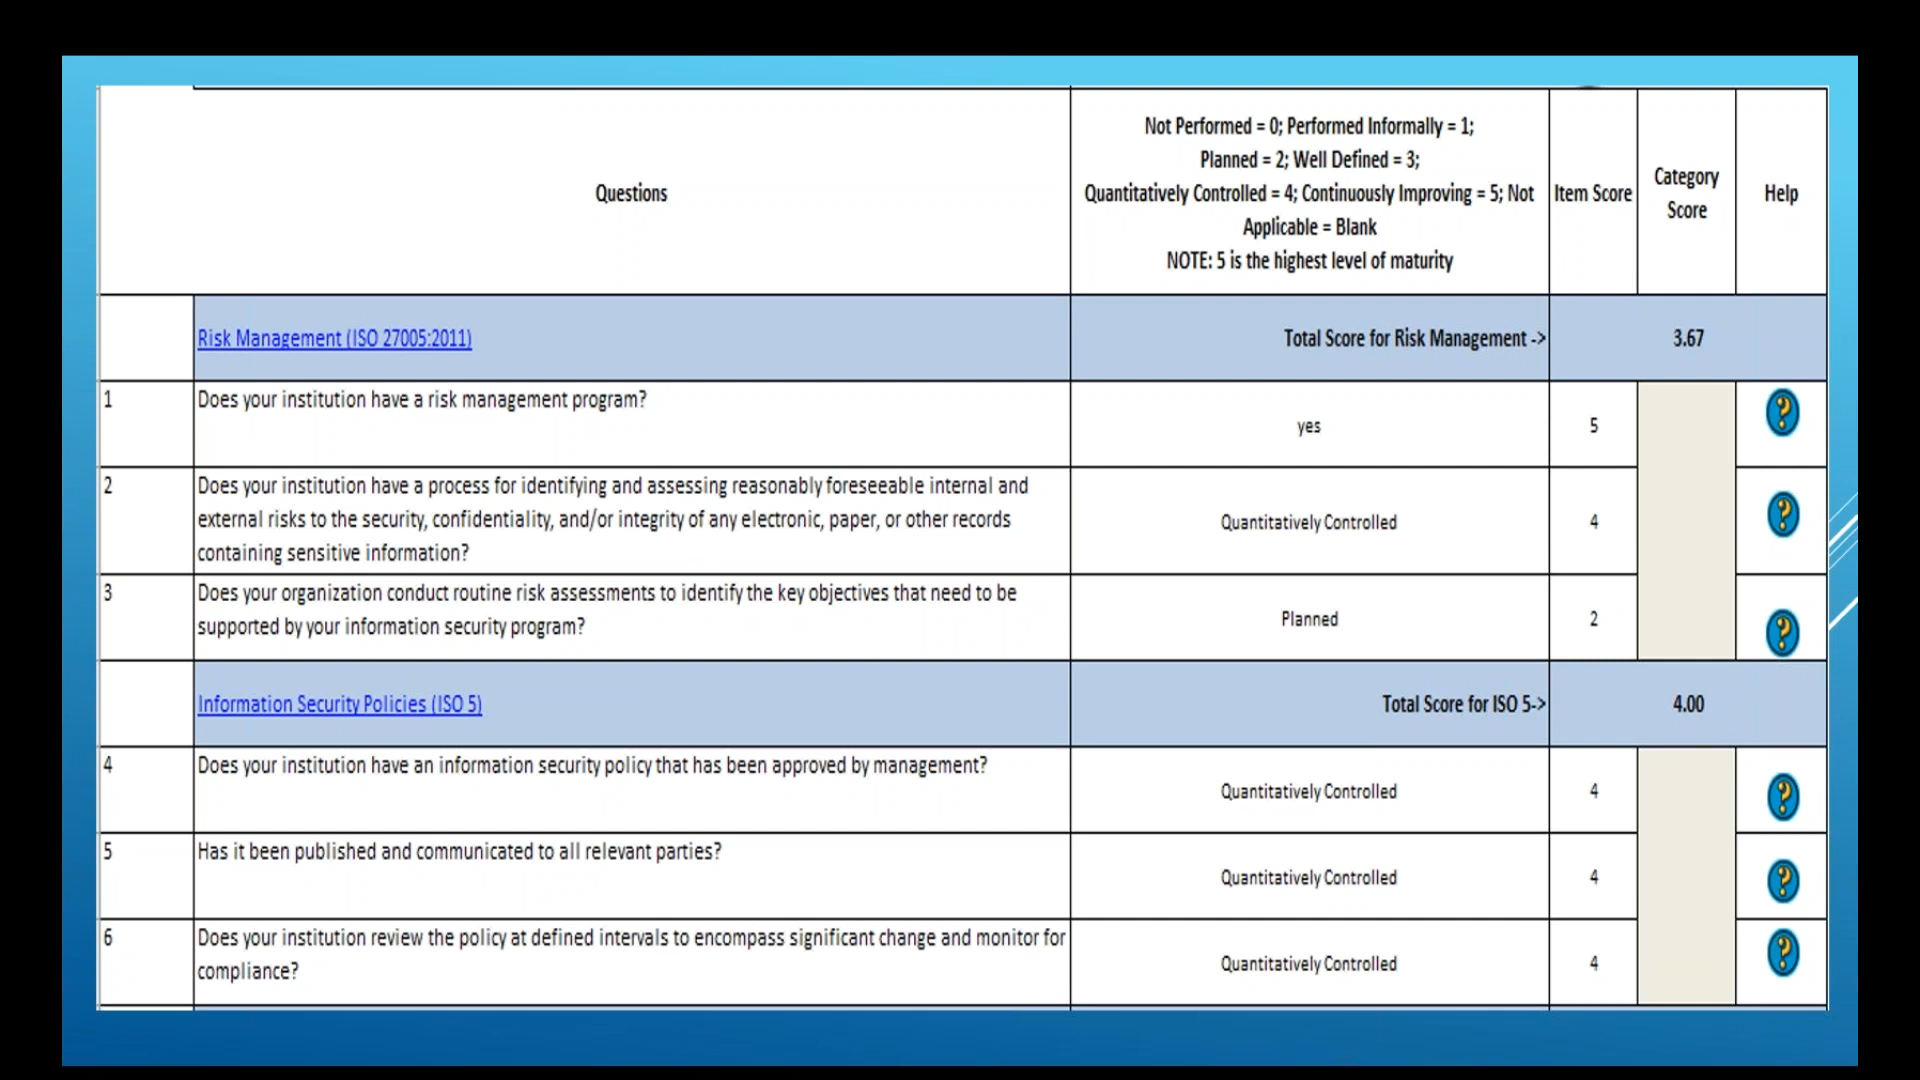 Questions
Not Performed = 0; Performed Informally = 1;
Planned = 2; Well Defined = 3;
Quantitatively Controlled = 4; Continuously Improving = 5; Not
Applicable = Blank
NOTE: 5 is the highest level of maturity
Item Score
Category
Score
Help
Risk Management (ISO 27005:2011)
Total Score for Risk Management ->
3.67
1
Does your institution have a risk management program?
yes
5
?
2
Does your institution have a process for identifying and assessing reasonably foreseeable internal and
external risks to the security, confidentiality, and/or integrity of any electronic, paper, or other records
containing sensitive information?
Quantitatively Controlled
4
?
3
Does your organization conduct routine risk assessments to identify the key objectives that need to be
supported by your information security program?
Planned
2
?
Information Security Policies (ISO 5)
Total Score for ISO 5->
4.00
4
Does your institution have an information security policy that has been approved by management?
Quantitatively Controlled
4
?
5
Has it been published and communicated to all relevant parties?
Quantitatively Controlled
4
?
6
Does your institution review the policy at defined intervals to encompass significant change and monitor for
compliance?
Quantitatively Controlled
4
?